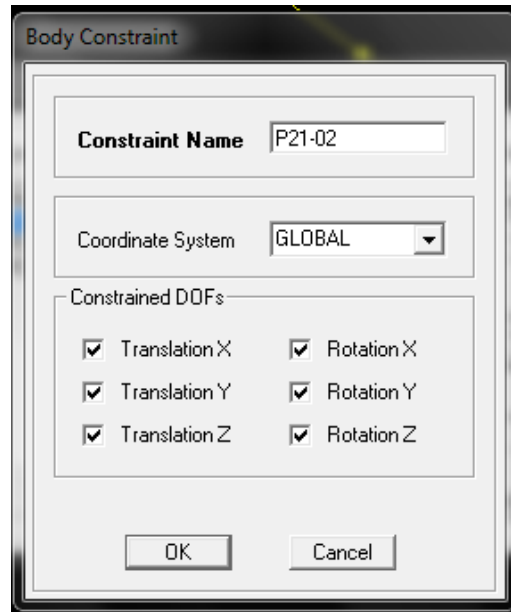 Body Constraint
Constraint Name P21-02
Coordinate System GLOBAL
Constrained DOFs
Translation X Rotation X
Translation Y Rotation Y
Translation Z Rotation Z
OK Cancel